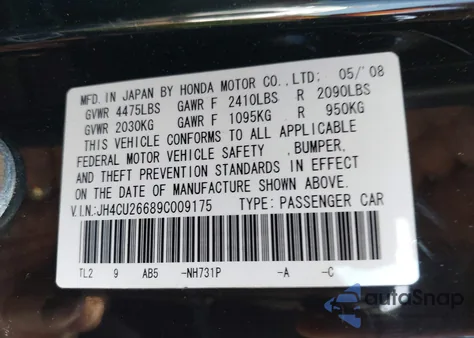 MFD. IN JAPAN BY HONDA MOTOR CO., LTD: 05/'08
GVWR 4475LBS GAWR F 2410LBS R 2090LBS
GVWR 2030KG GAWR F 1095KG R 950KG
THIS VEHICLE CONFORMS TO ALL APPLICABLE
FEDERAL MOTOR VEHICLE SAFETY ,BUMPER,
AND THEFT PREVENTION STANDARDS IN EFFECT
ON THE DATE OF MANUFACTURE SHOWN ABOVE.
V.I.N:JH4CU26689C009175 TYPE: PASSENGER CAR
TL2 9 AB5 -NH731P -A -C
autoSnap